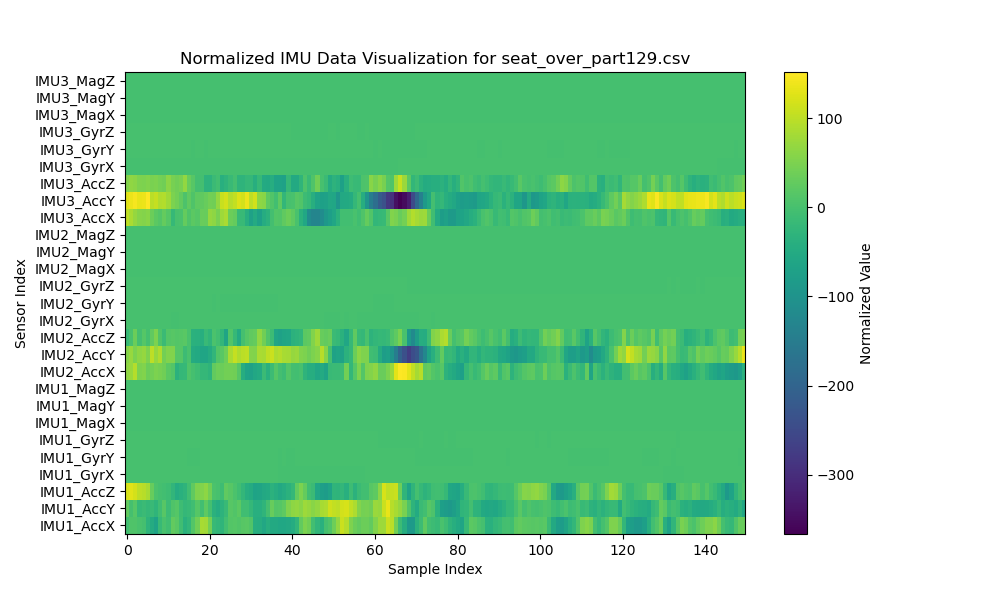 Normalized IMU Data Visualization for seat_over_part129.csv
IMU3_MagZ
IMU3_MagY
IMU3_MagX
IMU3_GyrZ
IMU3_GyrY
IMU3_GyrX
IMU3_AccZ
IMU3_AccY
IMU3_AccX
IMU2_MagZ
IMU2_MagY
IMU2_MagX
IMU2_GyrZ
IMU2_GyrY
IMU2_GyrX
IMU2_AccZ
IMU2_AccY
IMU2_AccX
IMU1_MagZ
IMU1_MagY
IMU1_MagX
IMU1_GyrZ
IMU1_GyrY
IMU1_GyrX
IMU1_AccZ
IMU1_AccY
IMU1_AccX
Sensor Index
0 20 40 60 80 100 120 140
Sample Index
100
0
−100
−200
−300
Normalized Value